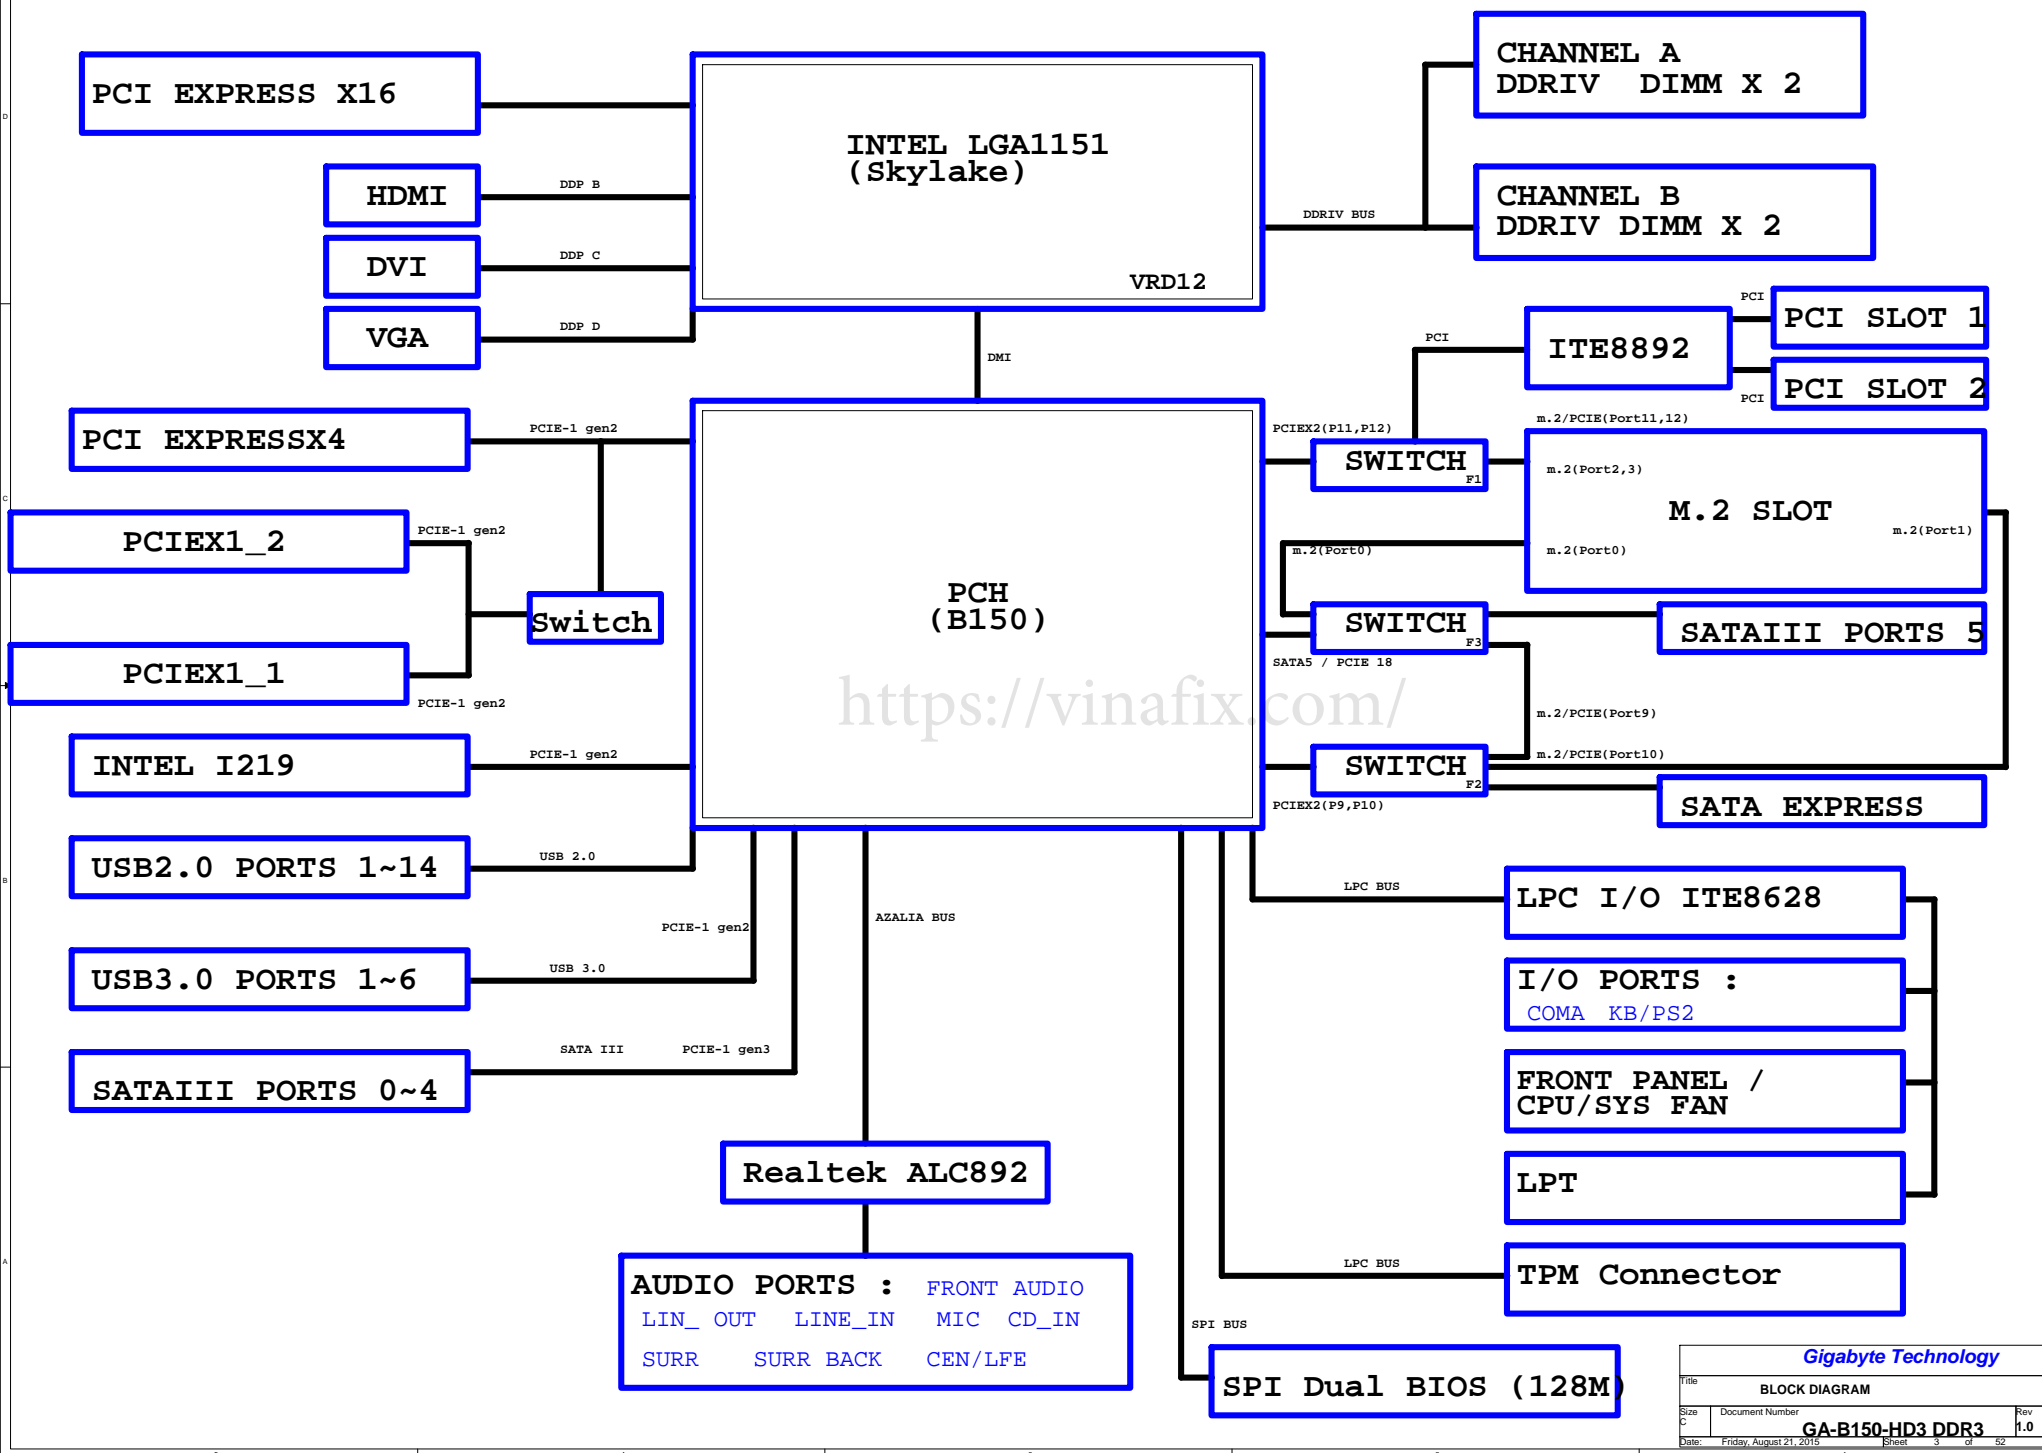 PCI EXPRESS X16
HDMI
DDP B
DVI
DDP C
VGA
DDP D
INTEL LGA1151
(Skylake)
VRD12
DDRIV BUS
CHANNEL A
DDRIV DIMM X 2
CHANNEL B
DDRIV DIMM X 2
DMI
PCI
ITE8892
PCI
PCI SLOT 1
PCI
PCI SLOT 2
PCI EXPRESSX4
PCIE-1 gen2
PCIEX1_2
PCIE-1 gen2
Switch
PCIEX1_1
PCIE-1 gen2
INTEL I219
PCIE-1 gen2
USB2.0 PORTS 1~14
USB 2.0
USB3.0 PORTS 1~6
USB 3.0
PCIE-1 gen2
SATAIII PORTS 0~4
SATA III
PCIE-1 gen3
PCH
(B150)
https://vinafix.com/
PCIEX2(P11,P12)
SWITCH
F1
m.2/PCIE(Port11,12)
m.2(Port2,3)
M.2 SLOT
m.2(Port1)
m.2(Port0)
m.2(Port0)
SWITCH
F3
SATAIII PORTS 5
SATA5 / PCIE 18
m.2/PCIE(Port9)
m.2/PCIE(Port10)
SWITCH
F2
PCIEX2(P9,P10)
SATA EXPRESS
AZALIA BUS
Realtek ALC892
AUDIO PORTS : FRONT AUDIO
LIN_ OUT LINE_IN MIC CD_IN
SURR SURR BACK CEN/LFE
LPC BUS
LPC I/O ITE8628
I/O PORTS :
COMA KB/PS2
FRONT PANEL /
CPU/SYS FAN
LPT
LPC BUS
TPM Connector
SPI BUS
SPI Dual BIOS (128M)
Gigabyte Technology
Title
BLOCK DIAGRAM
Size
C
Document Number
GA-B150-HD3 DDR3
Rev
1.0
Date: Friday, August 21, 2015 Sheet 3 of 52
D
C
B
A